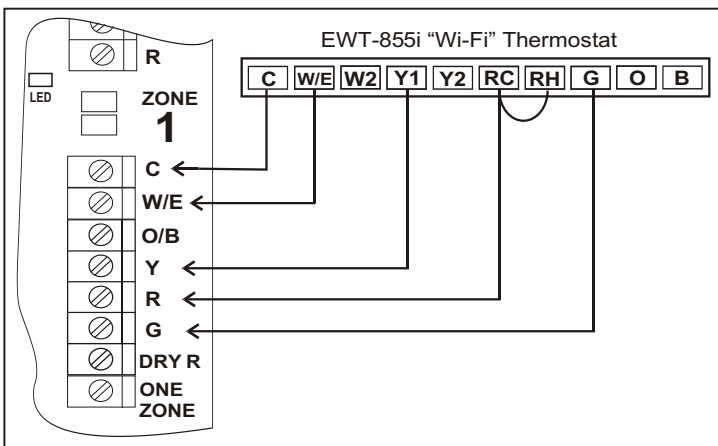 EWT-855i “Wi-Fi” Thermostat
C W/E W2 Y1 Y2 RC RH G O B
R
LED
ZONE
1
C
W/E
O/B
Y
R
G
DRY R
ONE
ZONE